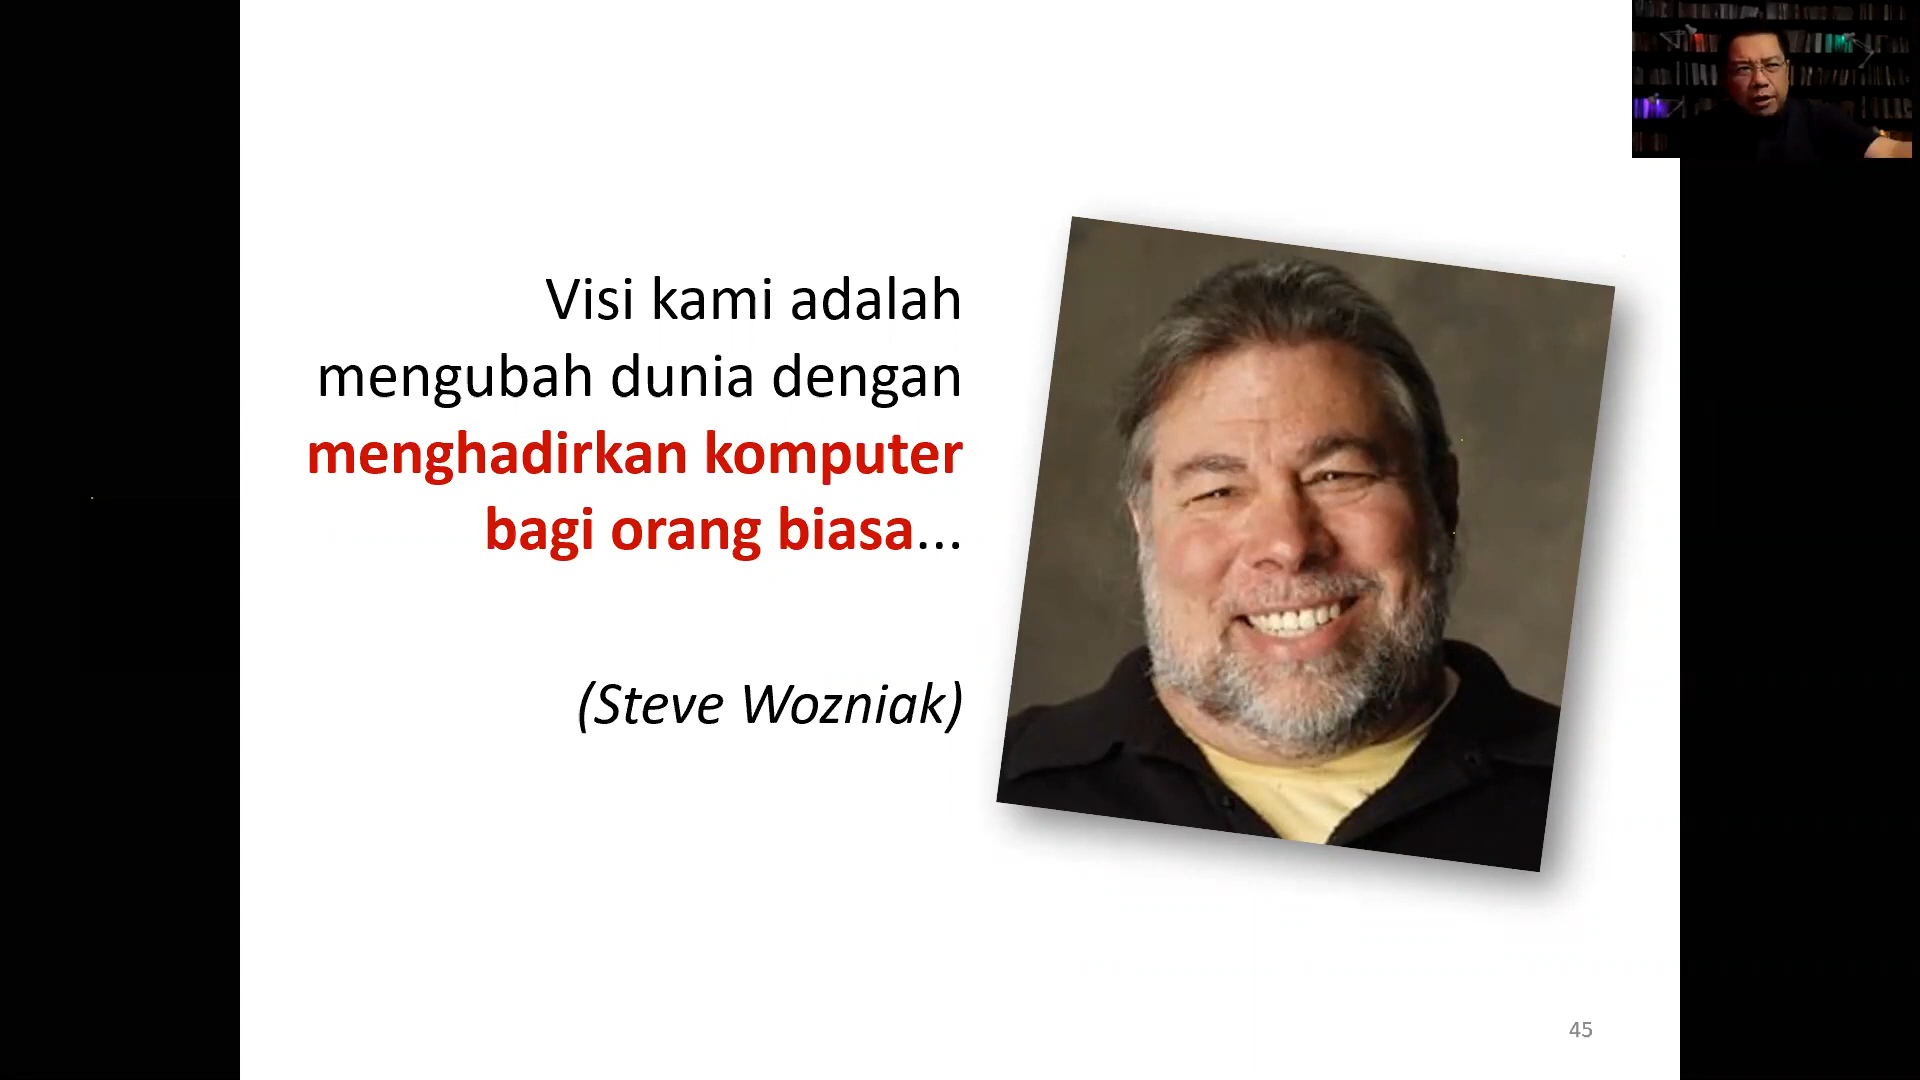 Visi kami adalah
mengubah dunia dengan
menghadirkan komputer
bagi orang biasa...
(Steve Wozniak)
45